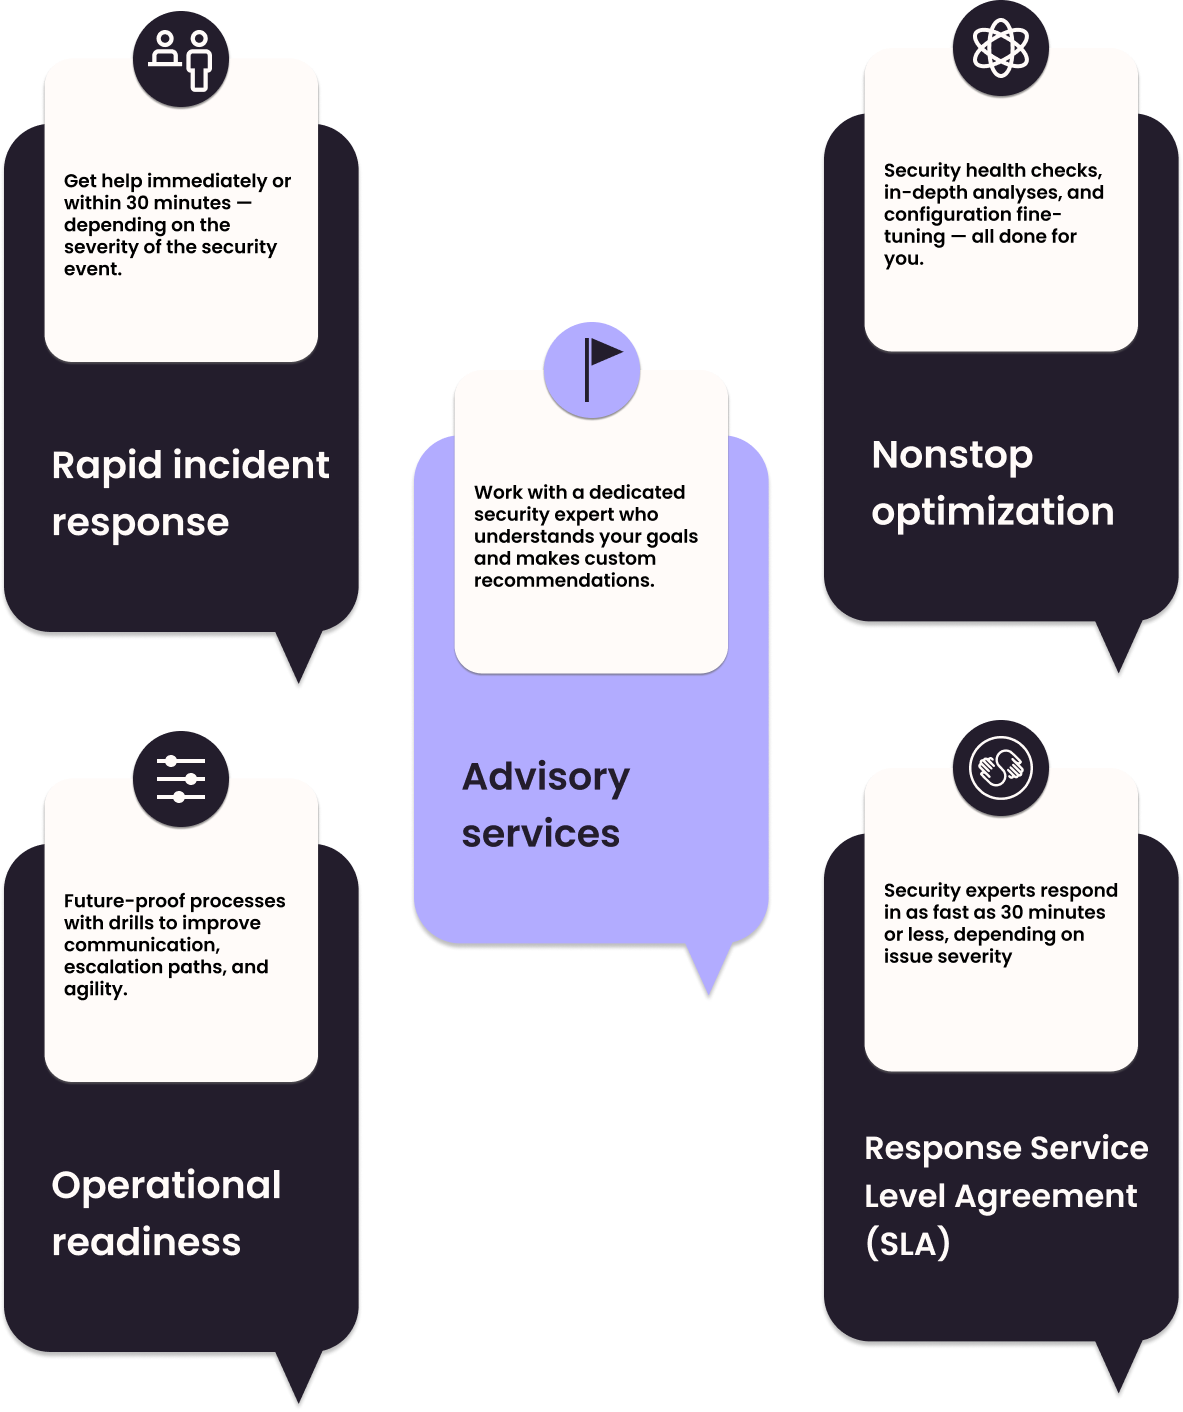 Get help immediately or
within 30 minutes —
depending on the
severity of the security
event.
Rapid incident
response
Security health checks,
in-depth analyses, and
configuration fine-
tuning — all done for
you.
Nonstop
optimization
Work with a dedicated
security expert who
understands your goals
and makes custom
recommendations.
Advisory
services
Future-proof processes
with drills to improve
communication,
escalation paths, and
agility.
Operational
readiness
Security experts respond
in as fast as 30 minutes
or less, depending on
issue severity
Response Service
Level Agreement
(SLA)